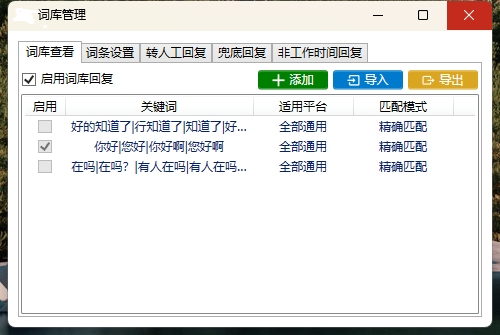 词库管理
词库查看 词条设置 转人工回复 兜底回复 非工作时间回复
启用词库回复 添加 导入 导出
启用 关键词 适用平台 匹配模式
好的知道了|行知道了|知道了|好... 全部通用 精确匹配
你好|您好|你好啊|您好啊 全部通用 精确匹配
在吗|在吗？|有人在吗|有人在吗... 全部通用 精确匹配